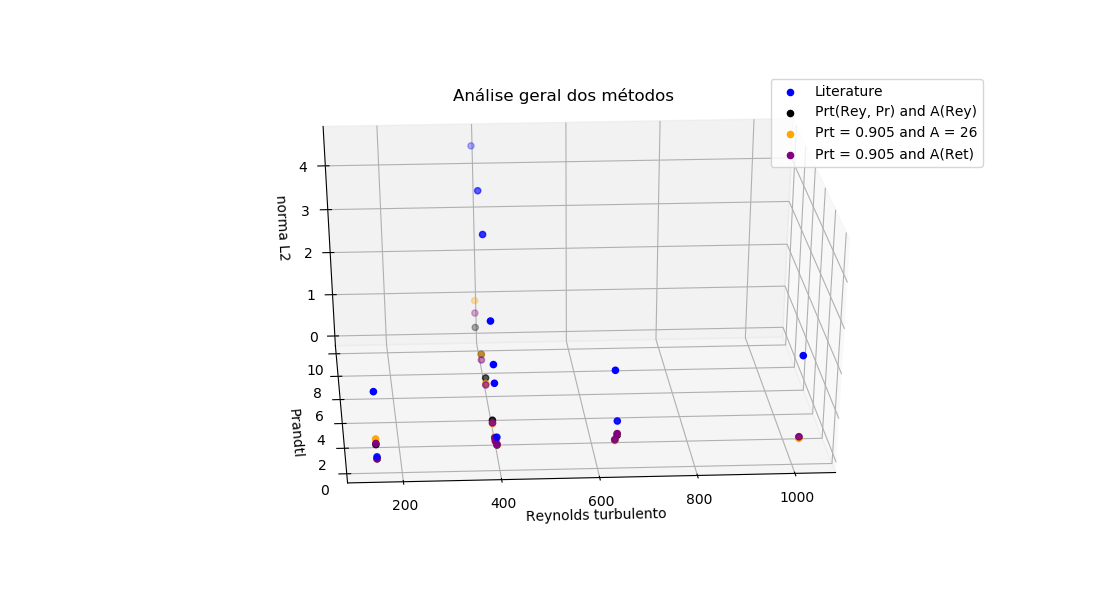 Análise geral dos métodos
Literature
Prt(Rey, Pr) and A(Rey)
Prt = 0.905 and A = 26
Prt = 0.905 and A(Ret)
norma L2
4
3
2
1
0
Prandtl
10
8
6
4
2
0
200
400
600
800
1000
Reynolds turbulento